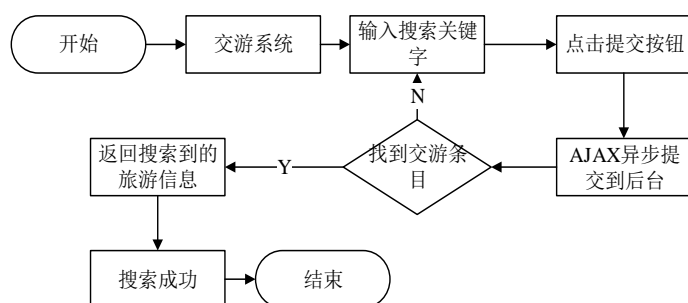 开始
交游系统
输入搜索关键
字
点击提交按钮
N
AJAX异步提
交到后台
找到交游条
目
Y
返回搜索到的
旅游信息
搜索成功
结束